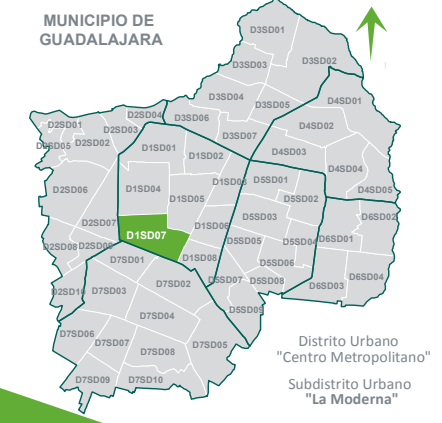 MUNICIPIO DE
GUADALAJARA
D3SD01
D3SD03
D3SD02
D3SD04
D3SD05
D3SD06
D3SD07
D4SD01
D4SD02
D4SD03
D4SD04
D4SD05
D2SD01
D2SD04
D2SD03
D2SD05
D2SD02
D2SD06
D2SD07
D2SD08
D2SD09
D2SD10
D1SD01
D1SD02
D1SD03
D1SD04
D1SD05
D1SD06
D1SD07
D1SD08
D5SD01
D5SD02
D5SD03
D5SD04
D5SD05
D5SD06
D5SD07
D5SD08
D5SD09
D6SD02
D6SD01
D6SD03
D6SD04
D7SD01
D7SD02
D7SD03
D7SD04
D7SD05
D7SD06
D7SD07
D7SD08
D7SD09
D7SD10
Distrito Urbano
"Centro Metropolitano"
Subdistrito Urbano
"La Moderna"